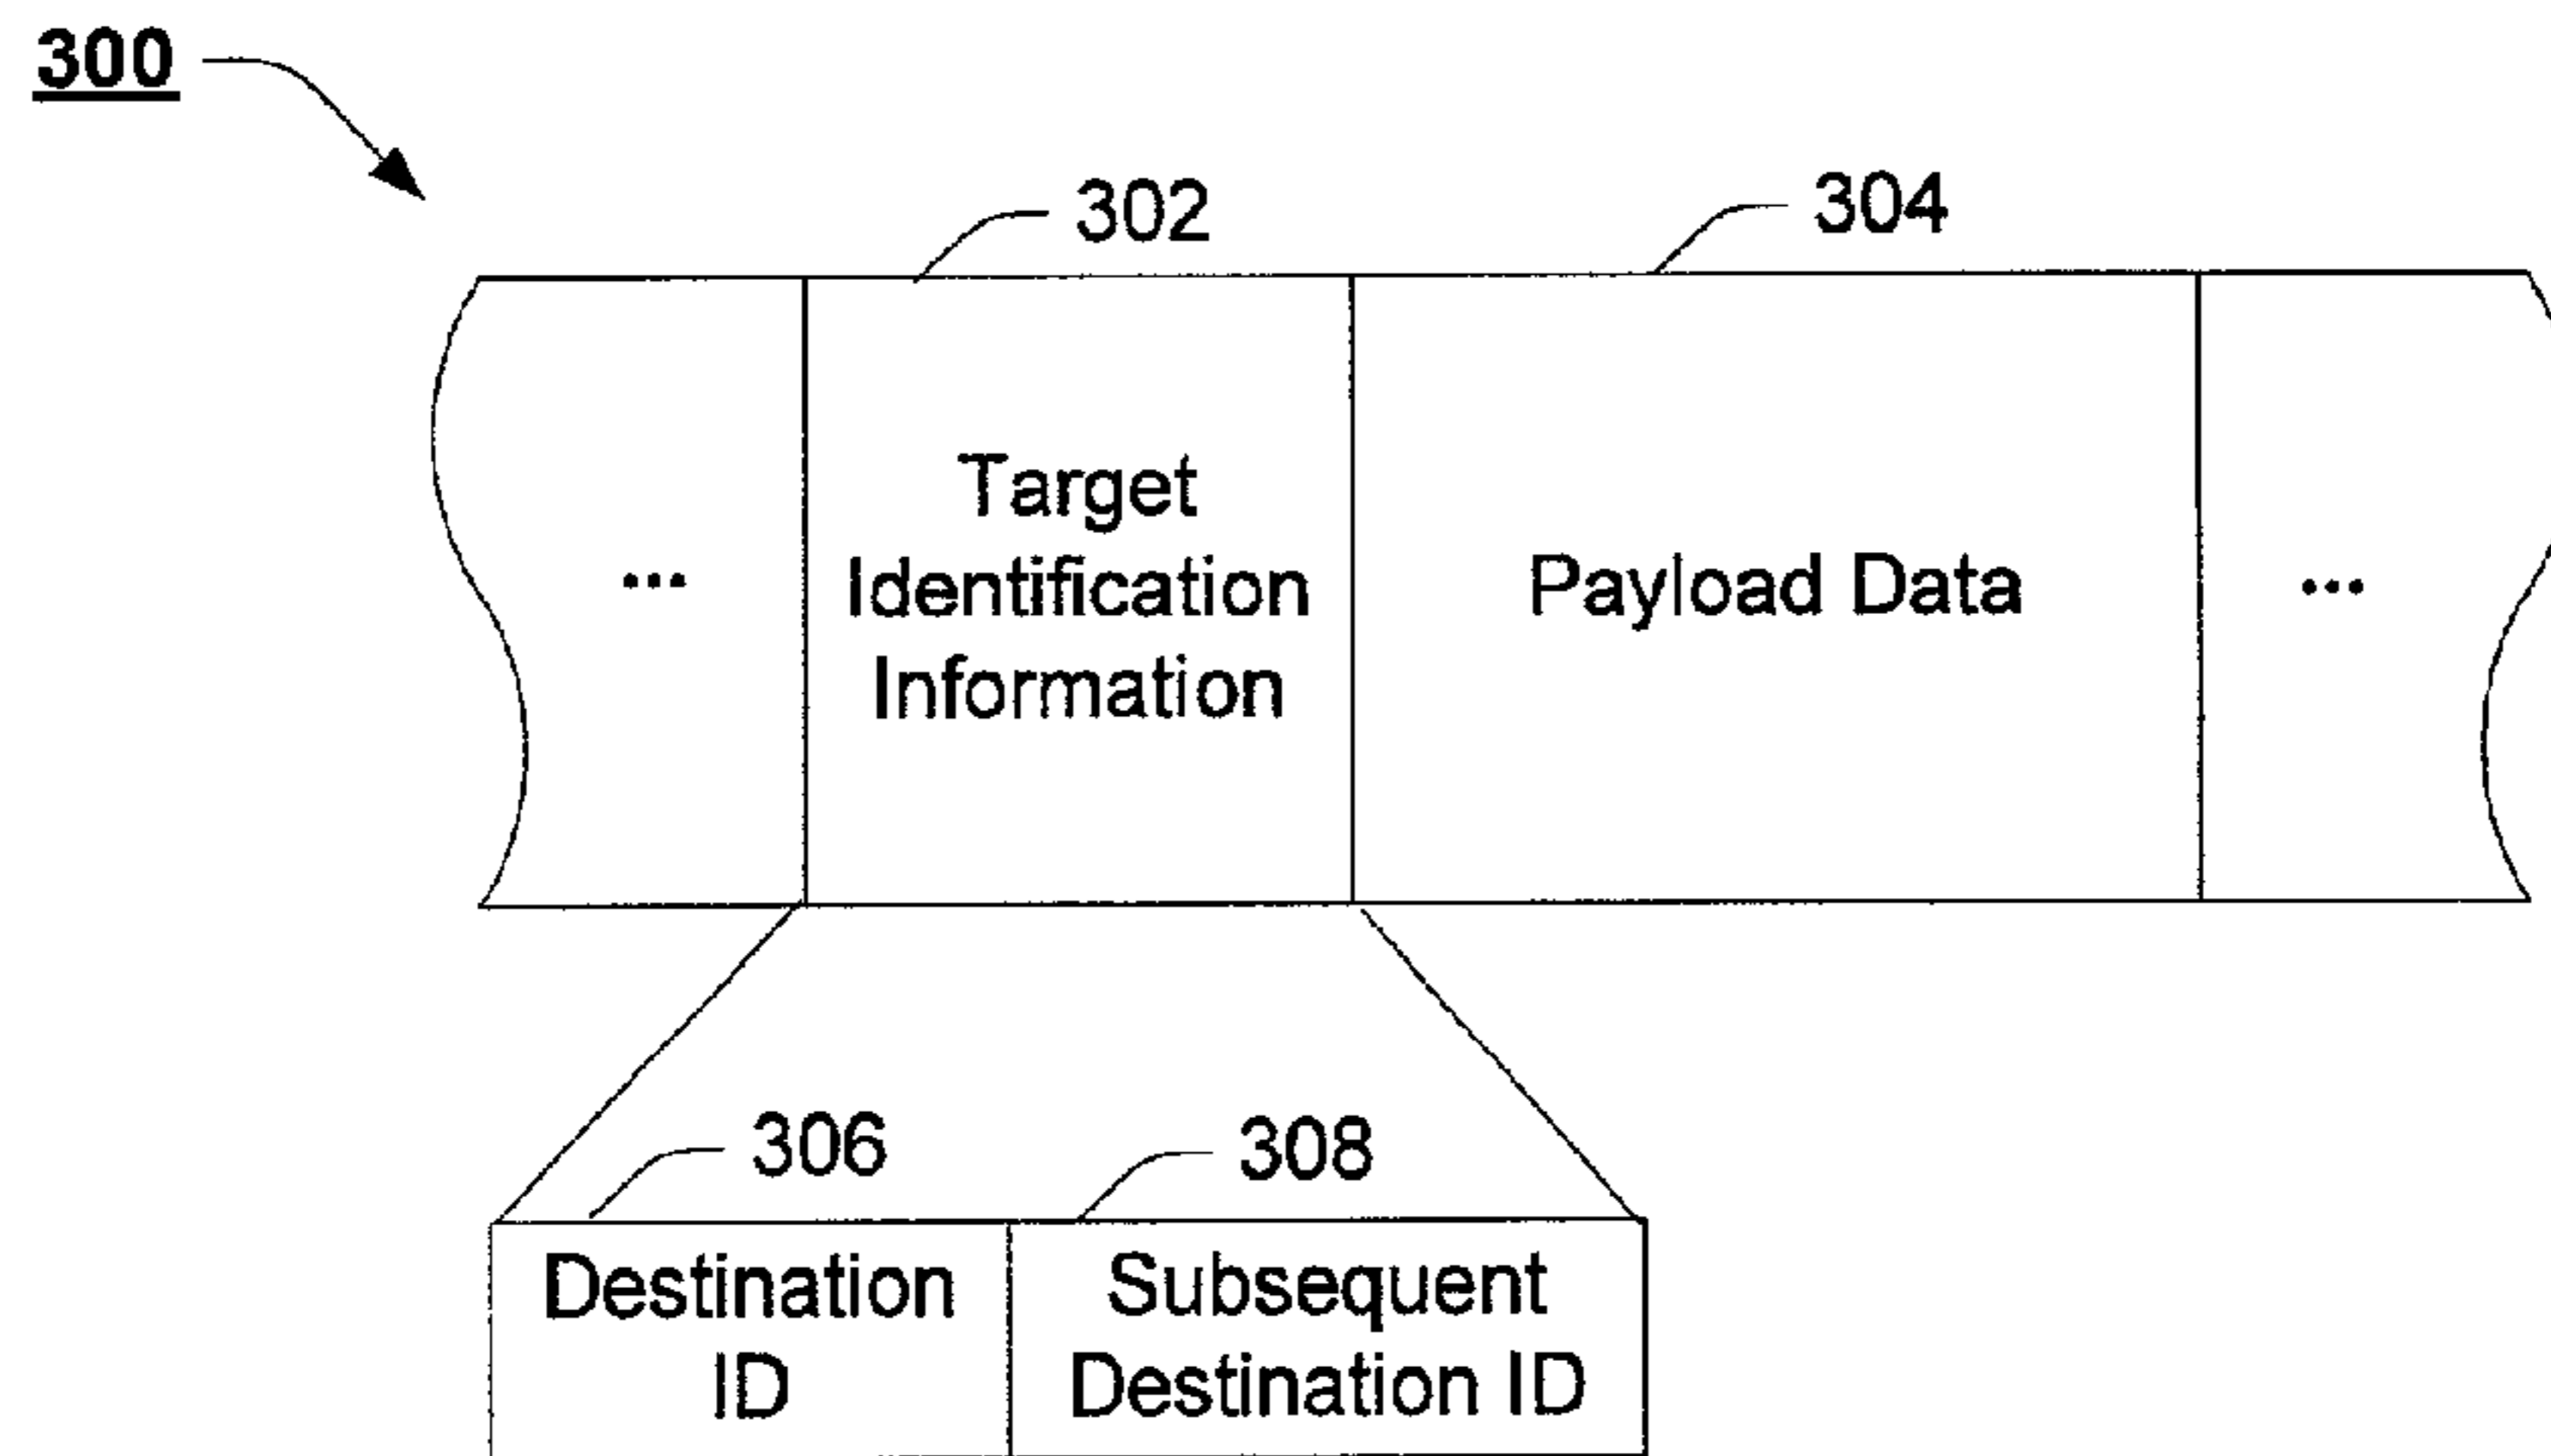 300
302
304
...
Target
Identification
Information
Payload Data
...
306
308
Destination
ID
Subsequent
Destination ID